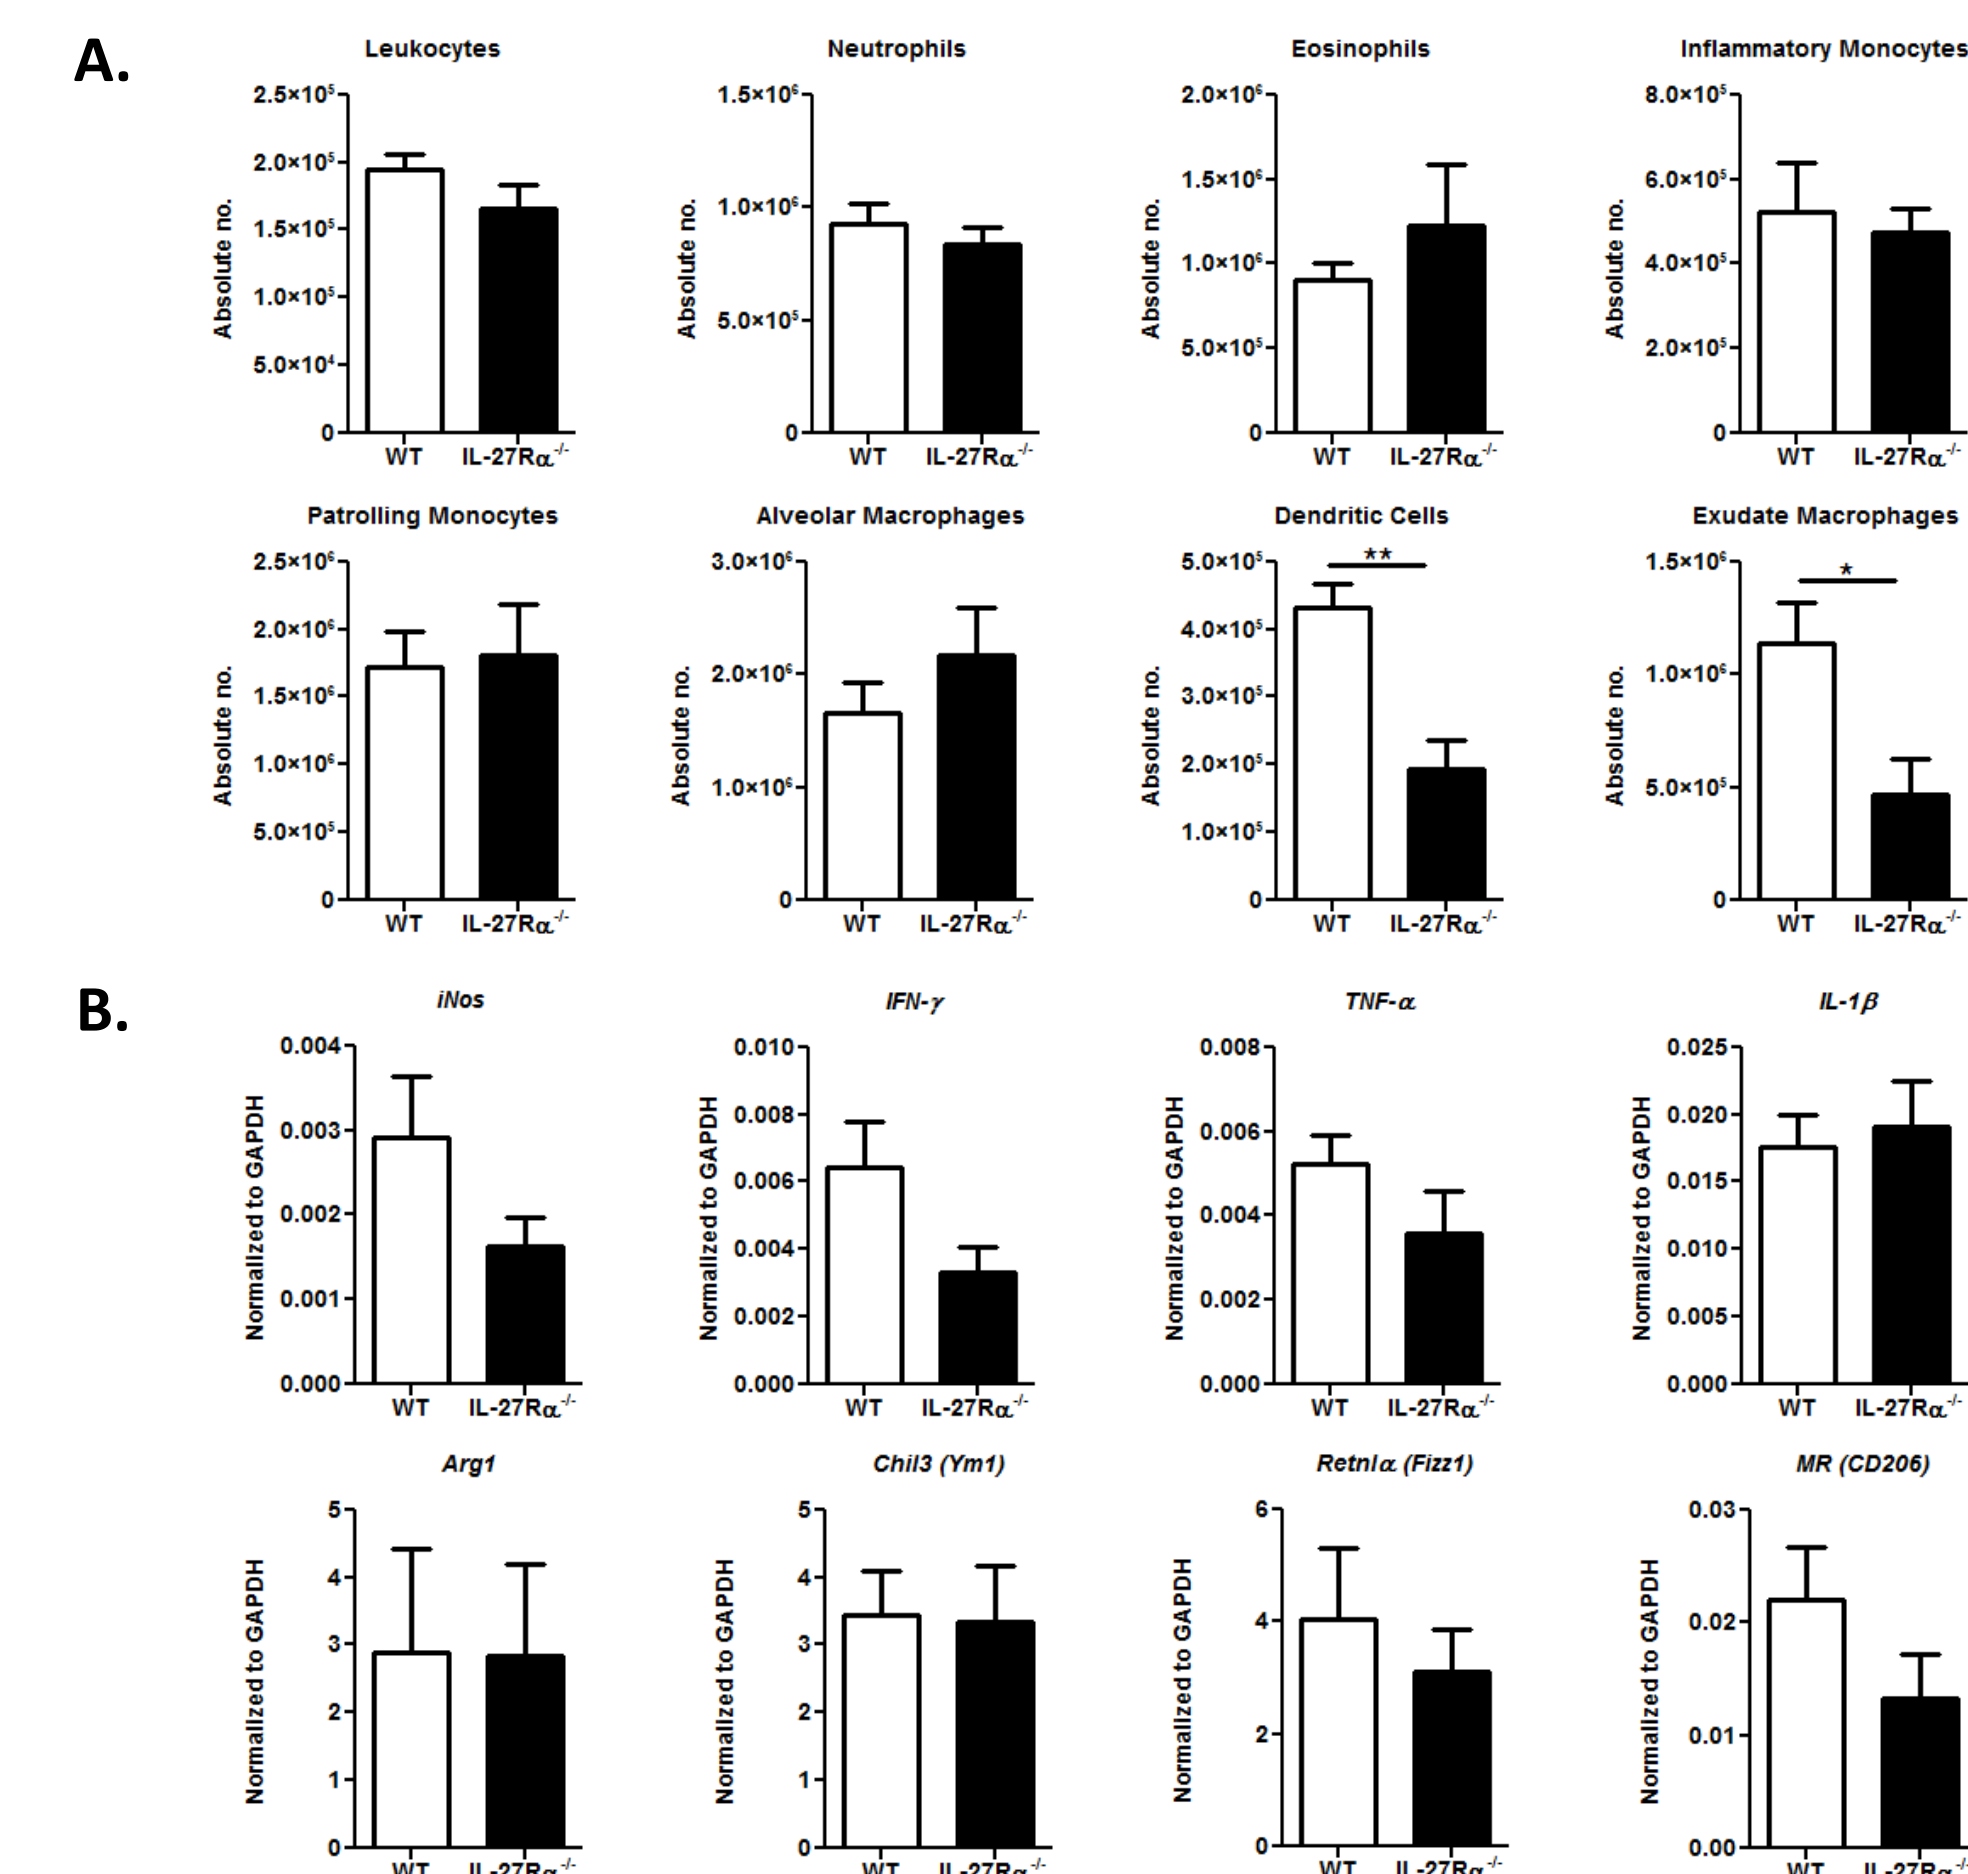 A.
Leukocytes
Absolute no.
2.5×10⁵
2.0×10⁵
1.5×10⁵
1.0×10⁵
5.0×10⁴
0
WT IL-27Rα⁻/⁻
Neutrophils
Absolute no.
1.5×10⁶
1.0×10⁶
5.0×10⁵
0
WT IL-27Rα⁻/⁻
Eosinophils
Absolute no.
2.0×10⁶
1.5×10⁶
1.0×10⁶
5.0×10⁵
0
WT IL-27Rα⁻/⁻
Inflammatory Monocytes
Absolute no.
8.0×10⁵
6.0×10⁵
4.0×10⁵
2.0×10⁵
0
WT IL-27Rα⁻/⁻
Patrolling Monocytes
Absolute no.
2.5×10⁶
2.0×10⁶
1.5×10⁶
1.0×10⁶
5.0×10⁵
0
WT IL-27Rα⁻/⁻
Alveolar Macrophages
Absolute no.
3.0×10⁶
2.0×10⁶
1.0×10⁶
0
WT IL-27Rα⁻/⁻
Dendritic Cells
Absolute no.
5.0×10⁵
4.0×10⁵
3.0×10⁵
2.0×10⁵
1.0×10⁵
0
**
WT IL-27Rα⁻/⁻
Exudate Macrophages
Absolute no.
1.5×10⁶
1.0×10⁶
5.0×10⁵
0
*
WT IL-27Rα⁻/⁻
B.
iNos
Normalized to GAPDH
0.004
0.003
0.002
0.001
0.000
WT IL-27Rα⁻/⁻
IFN-γ
Normalized to GAPDH
0.010
0.008
0.006
0.004
0.002
0.000
WT IL-27Rα⁻/⁻
TNF-α
Normalized to GAPDH
0.008
0.006
0.004
0.002
0.000
WT IL-27Rα⁻/⁻
IL-1β
Normalized to GAPDH
0.025
0.020
0.015
0.010
0.005
0.000
WT IL-27Rα⁻/⁻
Arg1
Normalized to GAPDH
5
4
3
2
1
0
WT IL-27Rα⁻/⁻
Chil3 (Ym1)
Normalized to GAPDH
5
4
3
2
1
0
WT IL-27Rα⁻/⁻
Retnlα (Fizz1)
Normalized to GAPDH
6
4
2
0
WT IL-27Rα⁻/⁻
MR (CD206)
Normalized to GAPDH
0.03
0.02
0.01
0.00
WT IL-27Rα⁻/⁻